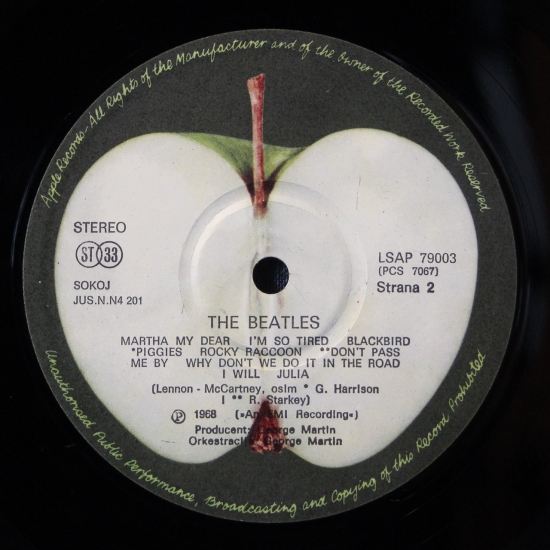 Apple Records-All Rights of the Manufacturer and of the Owner of the Recorded Work Reserved
STEREO
ST 33
SOKOJ
JUS.N.N4 201
LSAP 79003
(PCS 7067)
Strana 2
THE BEATLES
MARTHA MY DEAR I'M SO TIRED BLACKBIRD
*PIGGIES ROCKY RACCOON **DON'T PASS
ME BY WHY DON'T WE DO IT IN THE ROAD
I WILL JULIA
(Lennon - McCartney, osim * G. Harrison
I ** R. Starkey)
Ⓟ 1968 (»An EMI Recording«)
Producent: George Martin
Orkestracija: George Martin
Unauthorised Public Performance, Broadcasting and Copying of this Record Prohibited